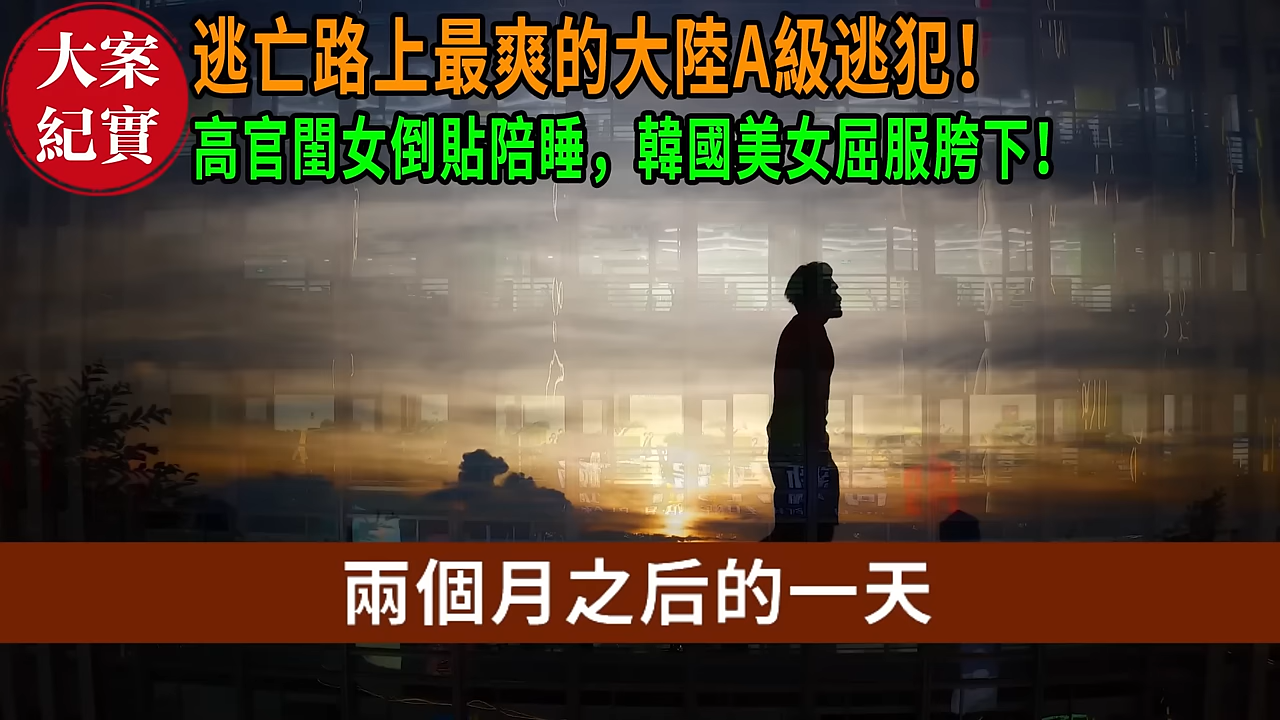 大案
紀實
逃亡路上最爽的大陸A級逃犯！
高官閨女倒貼陪睡，韓國美女屈服胯下！
兩個月之后的一天